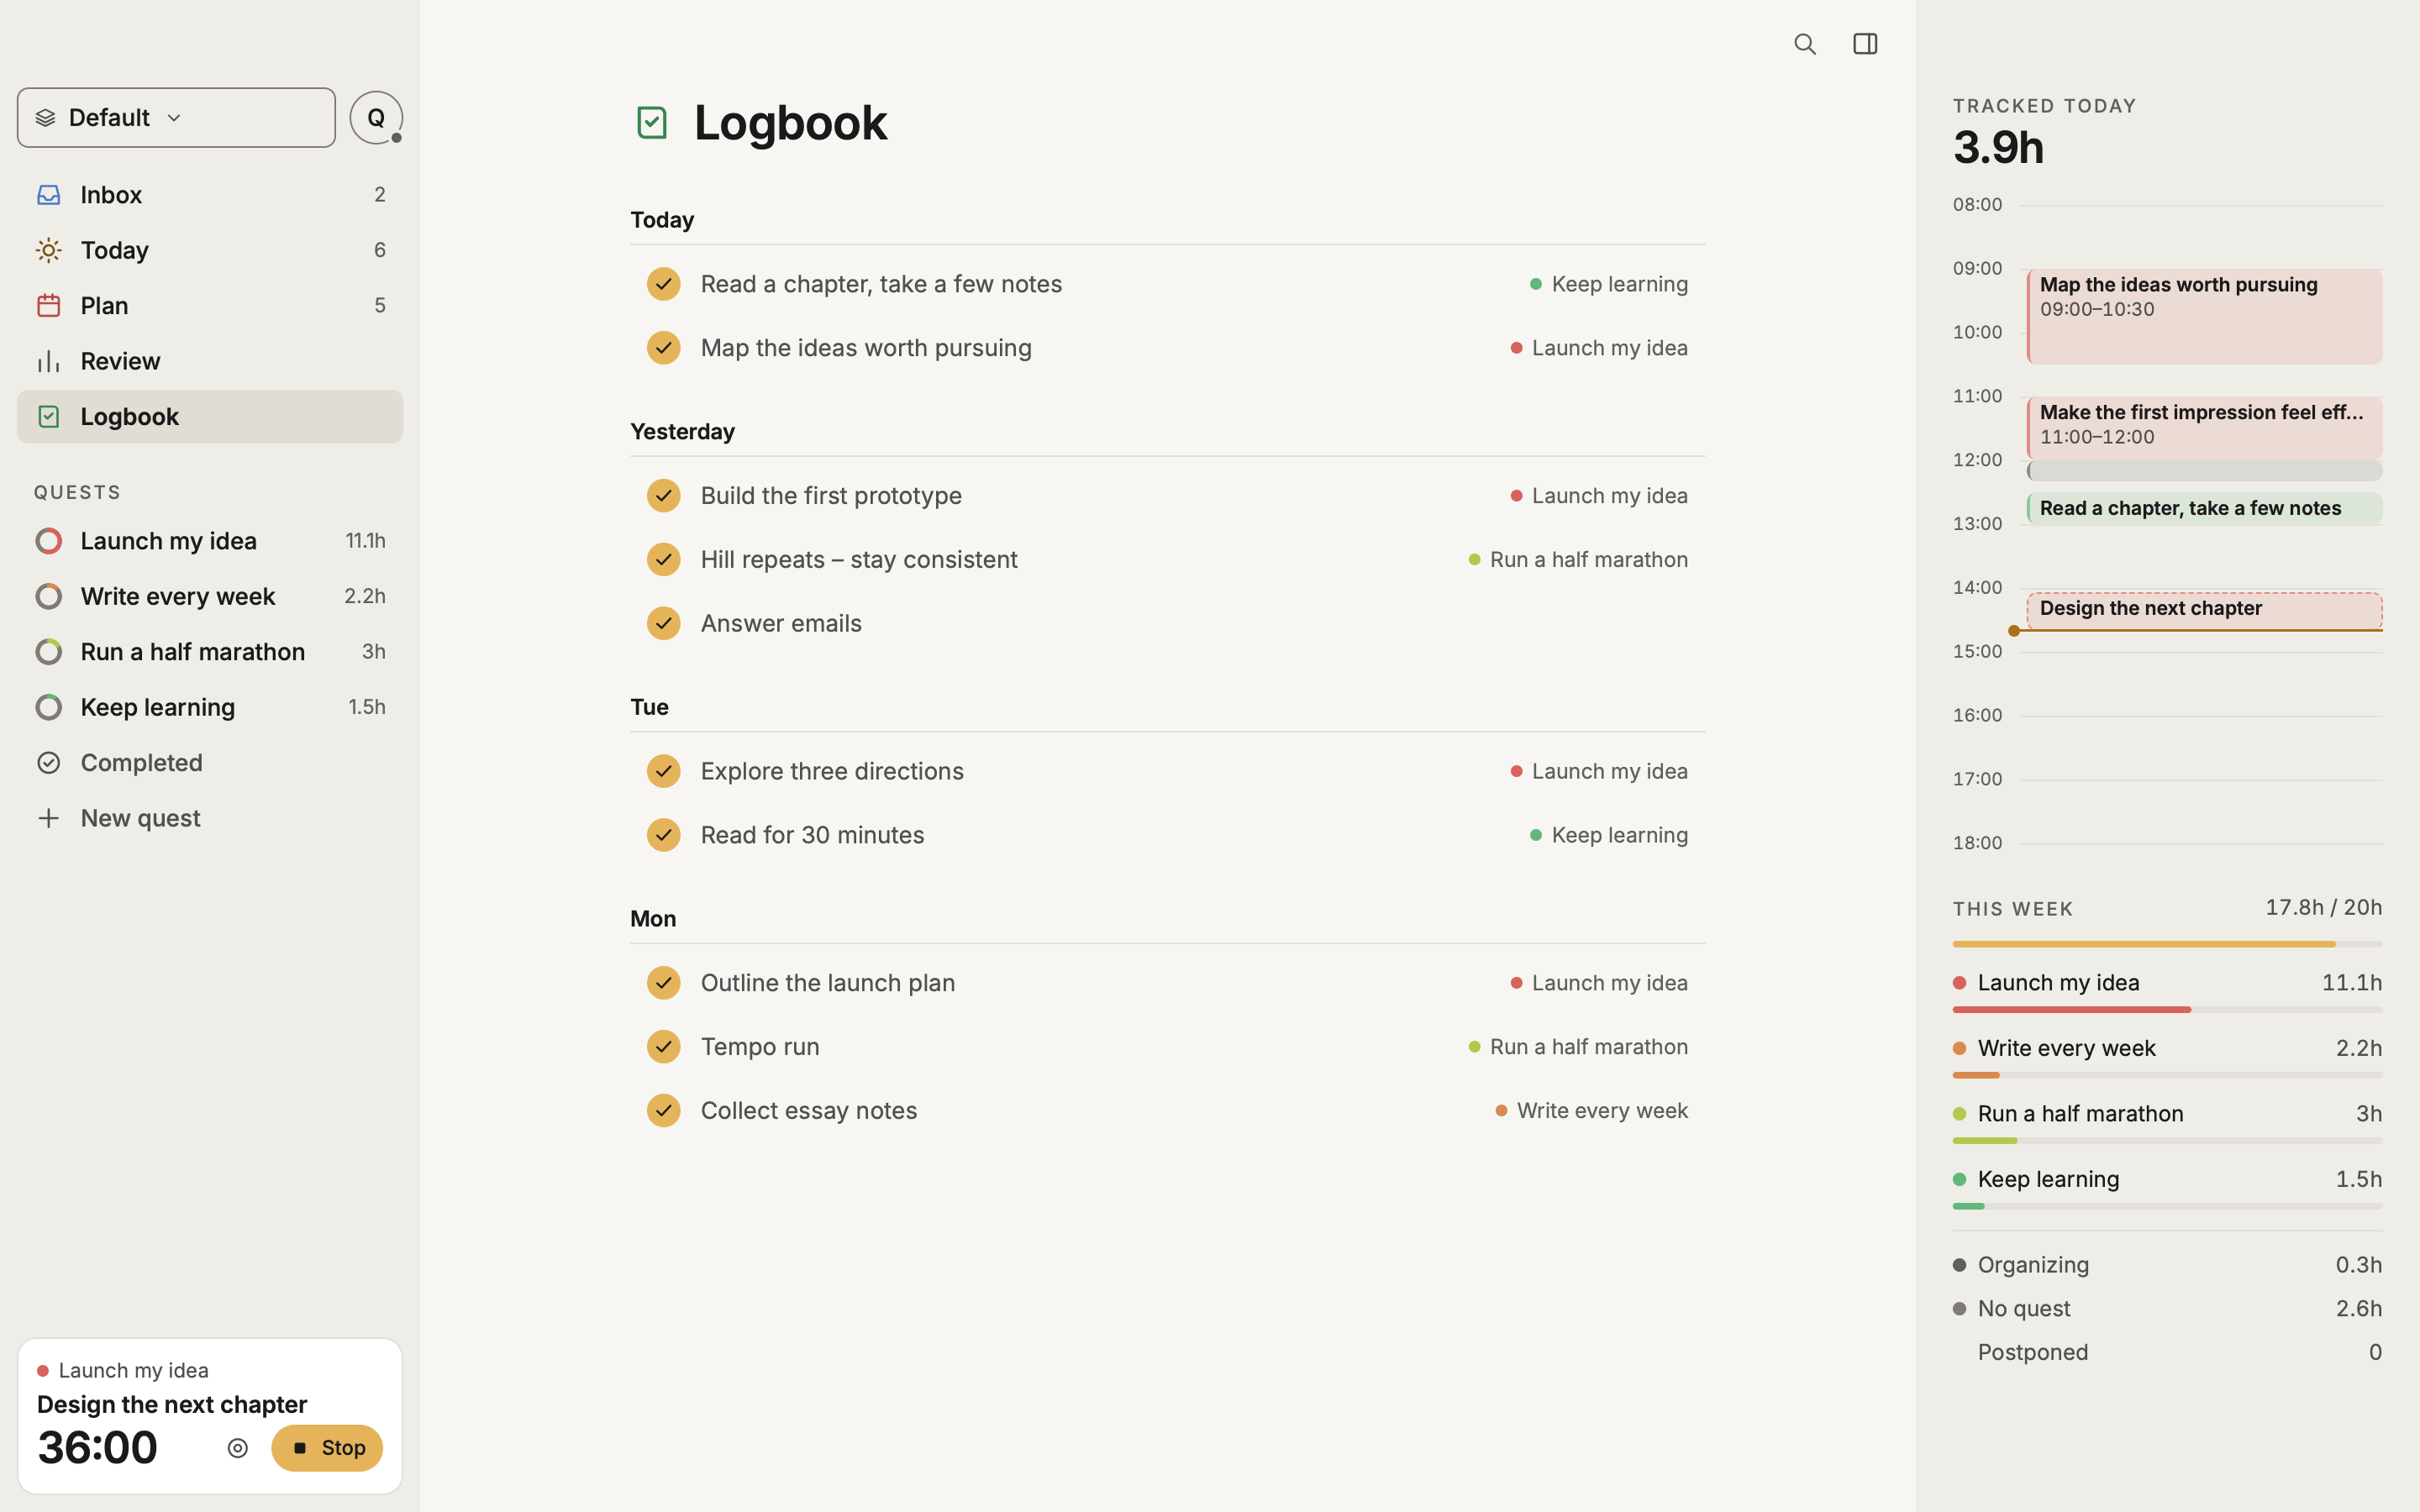 Default
Q
Inbox 2
Today 6
Plan 5
Review
Logbook
QUESTS
Launch my idea 11.1h
Write every week 2.2h
Run a half marathon 3h
Keep learning 1.5h
Completed
New quest
Launch my idea
Design the next chapter
36:00 Stop
Logbook
Today
Read a chapter, take a few notes Keep learning
Map the ideas worth pursuing Launch my idea
Yesterday
Build the first prototype Launch my idea
Hill repeats – stay consistent Run a half marathon
Answer emails
Tue
Explore three directions Launch my idea
Read for 30 minutes Keep learning
Mon
Outline the launch plan Launch my idea
Tempo run Run a half marathon
Collect essay notes Write every week
TRACKED TODAY
3.9h
08:00
09:00
Map the ideas worth pursuing
09:00–10:30
10:00
11:00
Make the first impression feel eff...
11:00–12:00
12:00
Read a chapter, take a few notes
13:00
14:00
Design the next chapter
15:00
16:00
17:00
18:00
THIS WEEK 17.8h / 20h
Launch my idea 11.1h
Write every week 2.2h
Run a half marathon 3h
Keep learning 1.5h
Organizing 0.3h
No quest 2.6h
Postponed 0